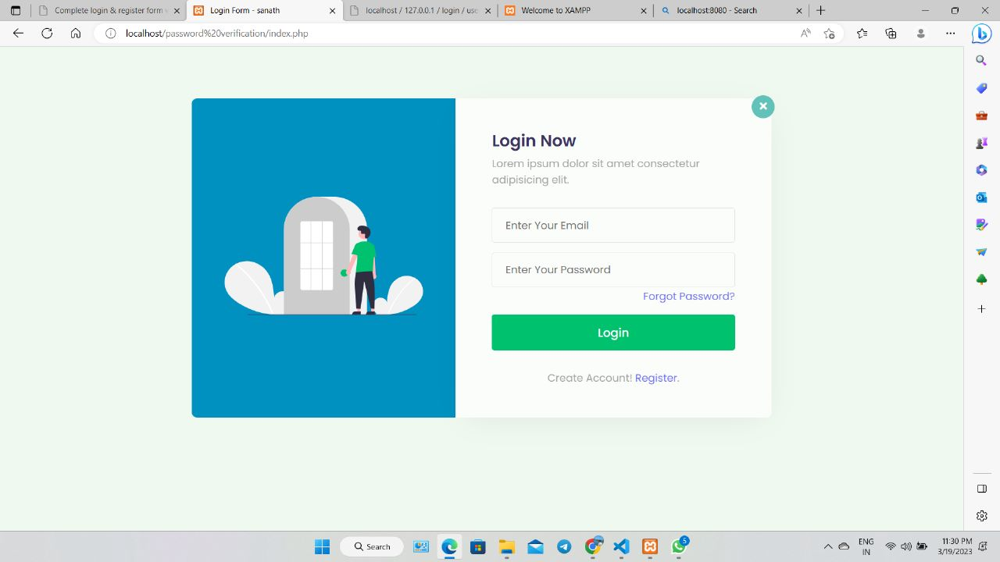 Complete login & register form
Login Form - sanath
localhost / 127.0.0.1 / login / use
Welcome to XAMPP
localhost:8080 - Search
localhost/password%20verification/index.php
Login Now
Lorem ipsum dolor sit amet consectetur
adipisicing elit.
Enter Your Email
Enter Your Password
Forgot Password?
Login
Create Account! Register.
Search
5
ENG
IN
11:30 PM
3/19/2023